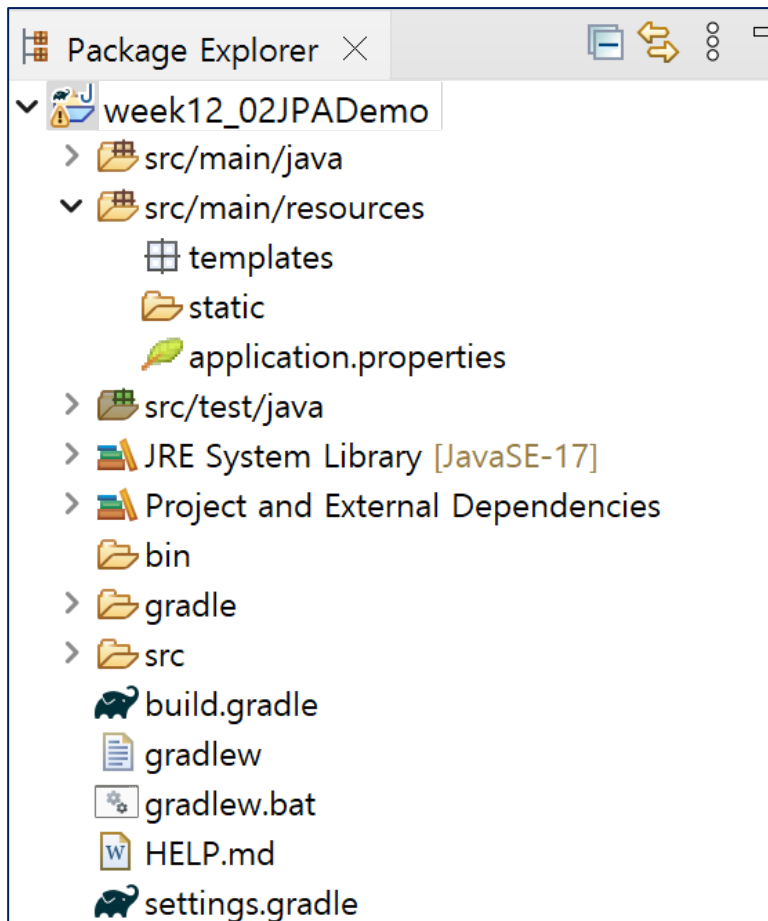 Package Explorer
week12_02JPADemo
src/main/java
src/main/resources
templates
static
application.properties
src/test/java
JRE System Library [JavaSE-17]
Project and External Dependencies
bin
gradle
src
build.gradle
gradlew
gradlew.bat
HELP.md
settings.gradle